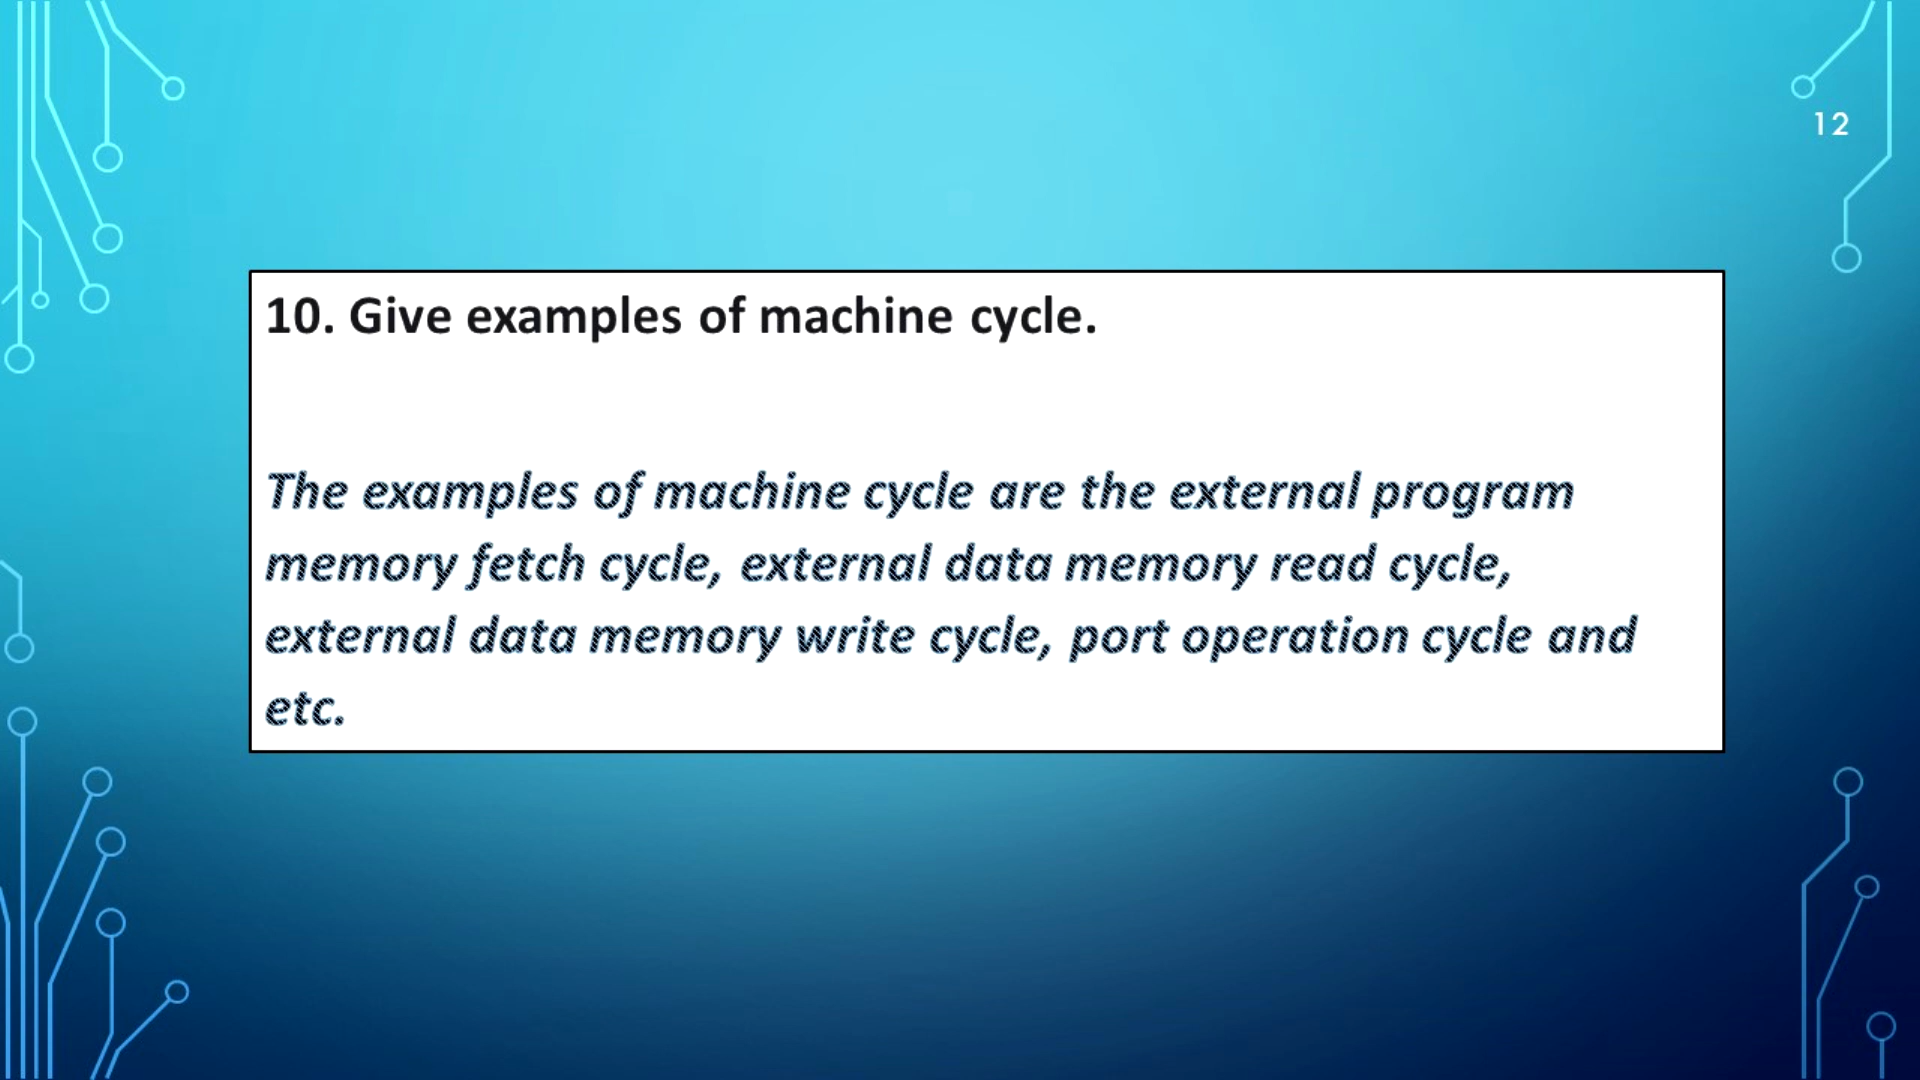 12
10. Give examples of machine cycle.
The examples of machine cycle are the external program
memory fetch cycle, external data memory read cycle,
external data memory write cycle, port operation cycle and
etc.